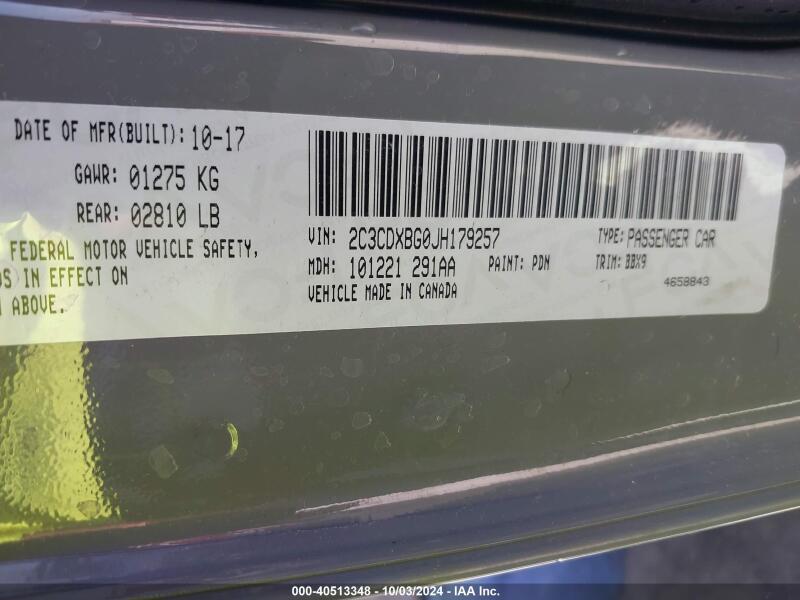 DATE OF MFR(BUILT): 10-17
GAWR: 01275 KG
REAR: 02810 LB
FEDERAL MOTOR VEHICLE SAFETY,
IN EFFECT ON
ABOVE.
VIN: 2C3CDXBG0JH179257
TYPE: PASSENGER CAR
MDH: 101221 291AA
PAINT: PDN
TRIM: BBX9
VEHICLE MADE IN CANADA
4658843
000-40513348 - 10/03/2024 - IAA Inc.